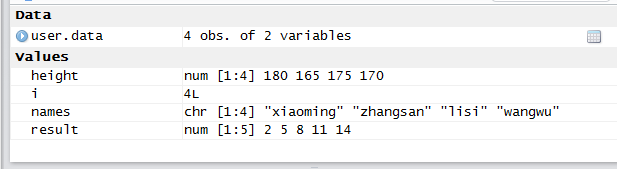 Data
user.data 4 obs. of 2 variables
Values
height num [1:4] 180 165 175 170
i 4L
names chr [1:4] "xiaoming" "zhangsan" "lisi" "wangwu"
result num [1:5] 2 5 8 11 14